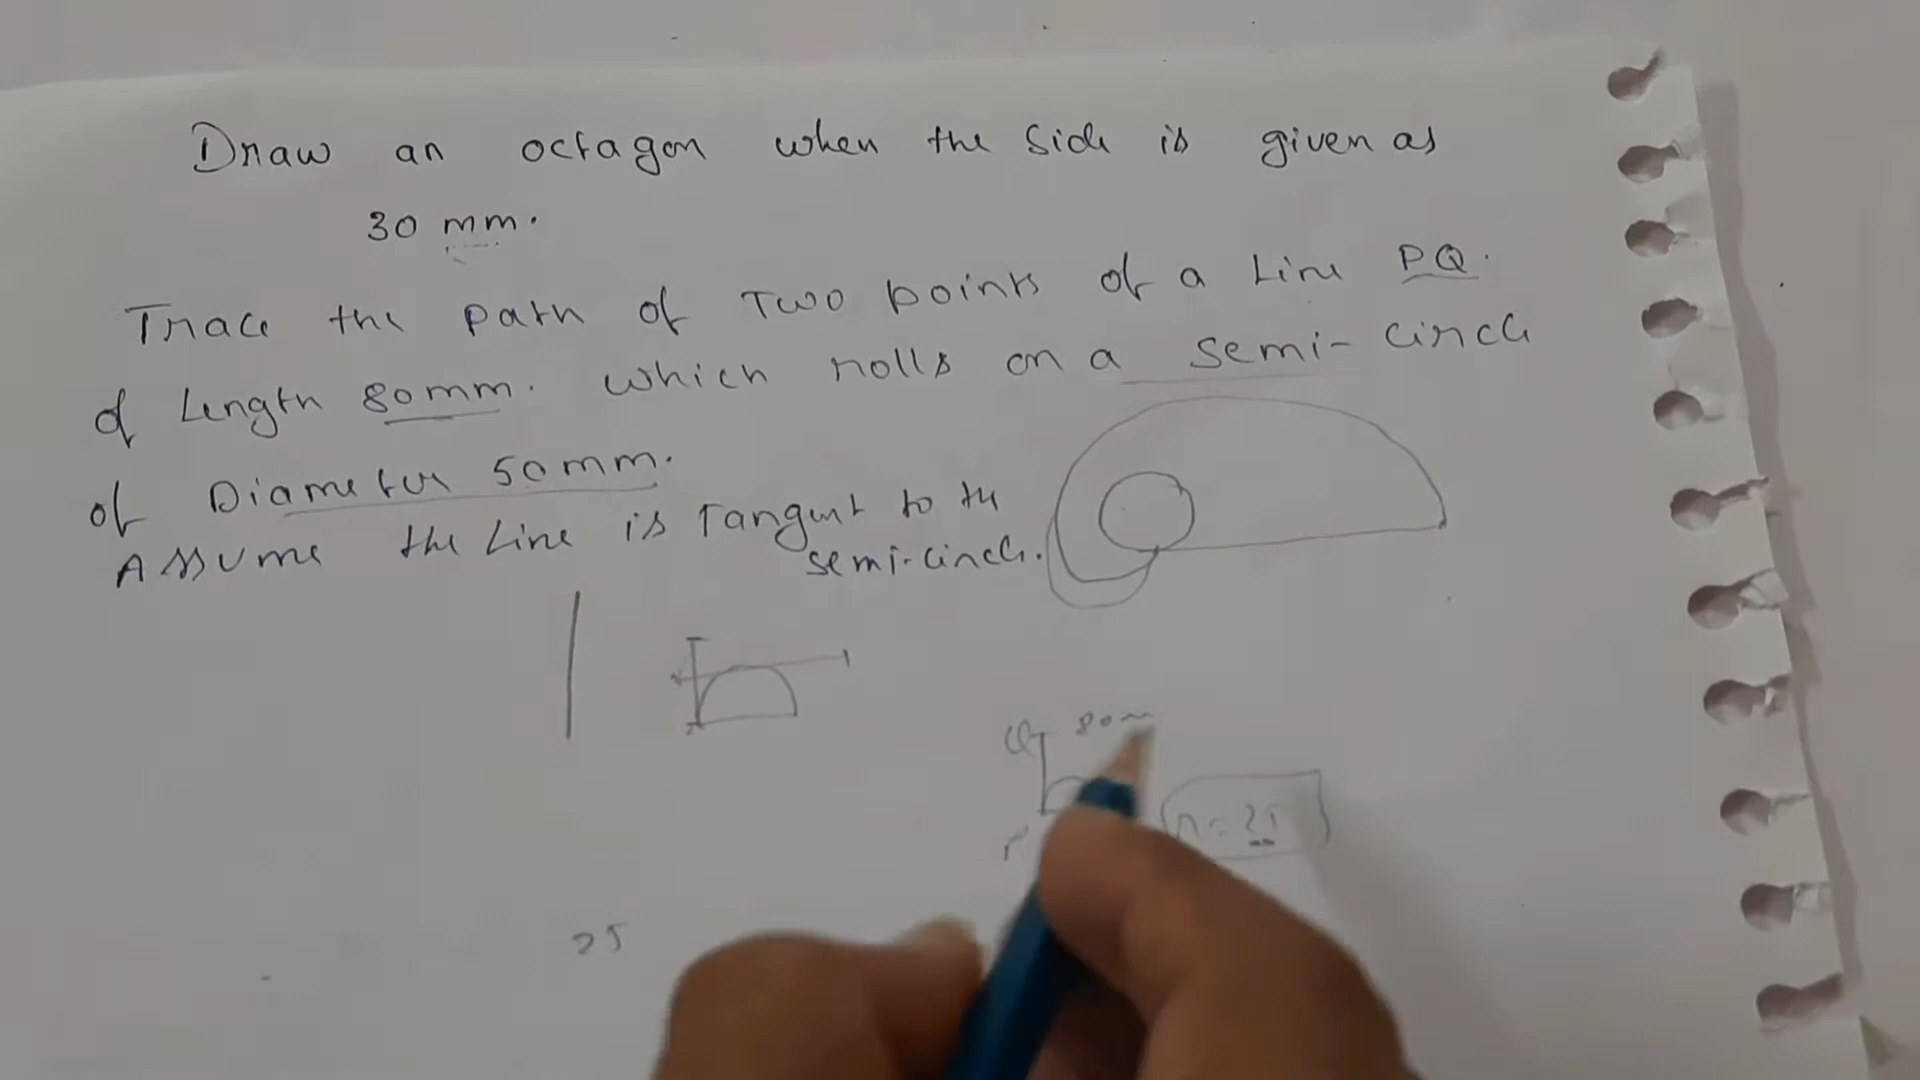 Draw an octagon when the side is given as
30 mm.
Trace the path of Two points of a Line PQ.
of Length 80mm. which rolls on a semi-circle
of Diameter 50mm.
Assume the Line is Tangent to the
semi-circle.
Q 80m
= 25
25